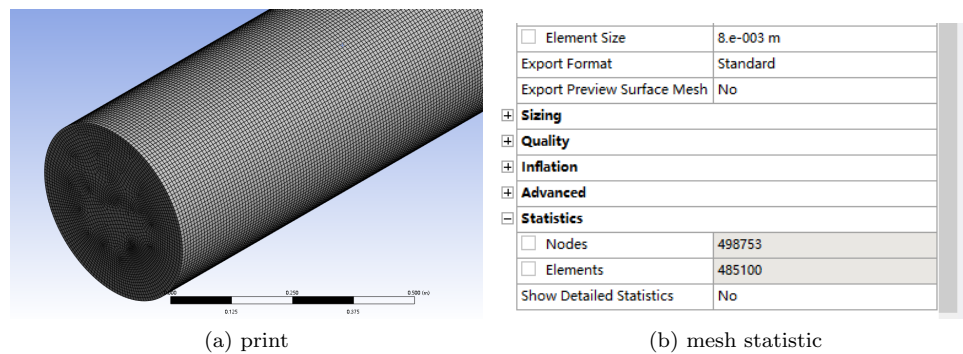 0.000
0.250
0.500 (m)
0.125
0.375
Element Size 8.e-003 m
Export Format Standard
Export Preview Surface Mesh No
Sizing
Quality
Inflation
Advanced
Statistics
Nodes 498753
Elements 485100
Show Detailed Statistics No
(a) print
(b) mesh statistic